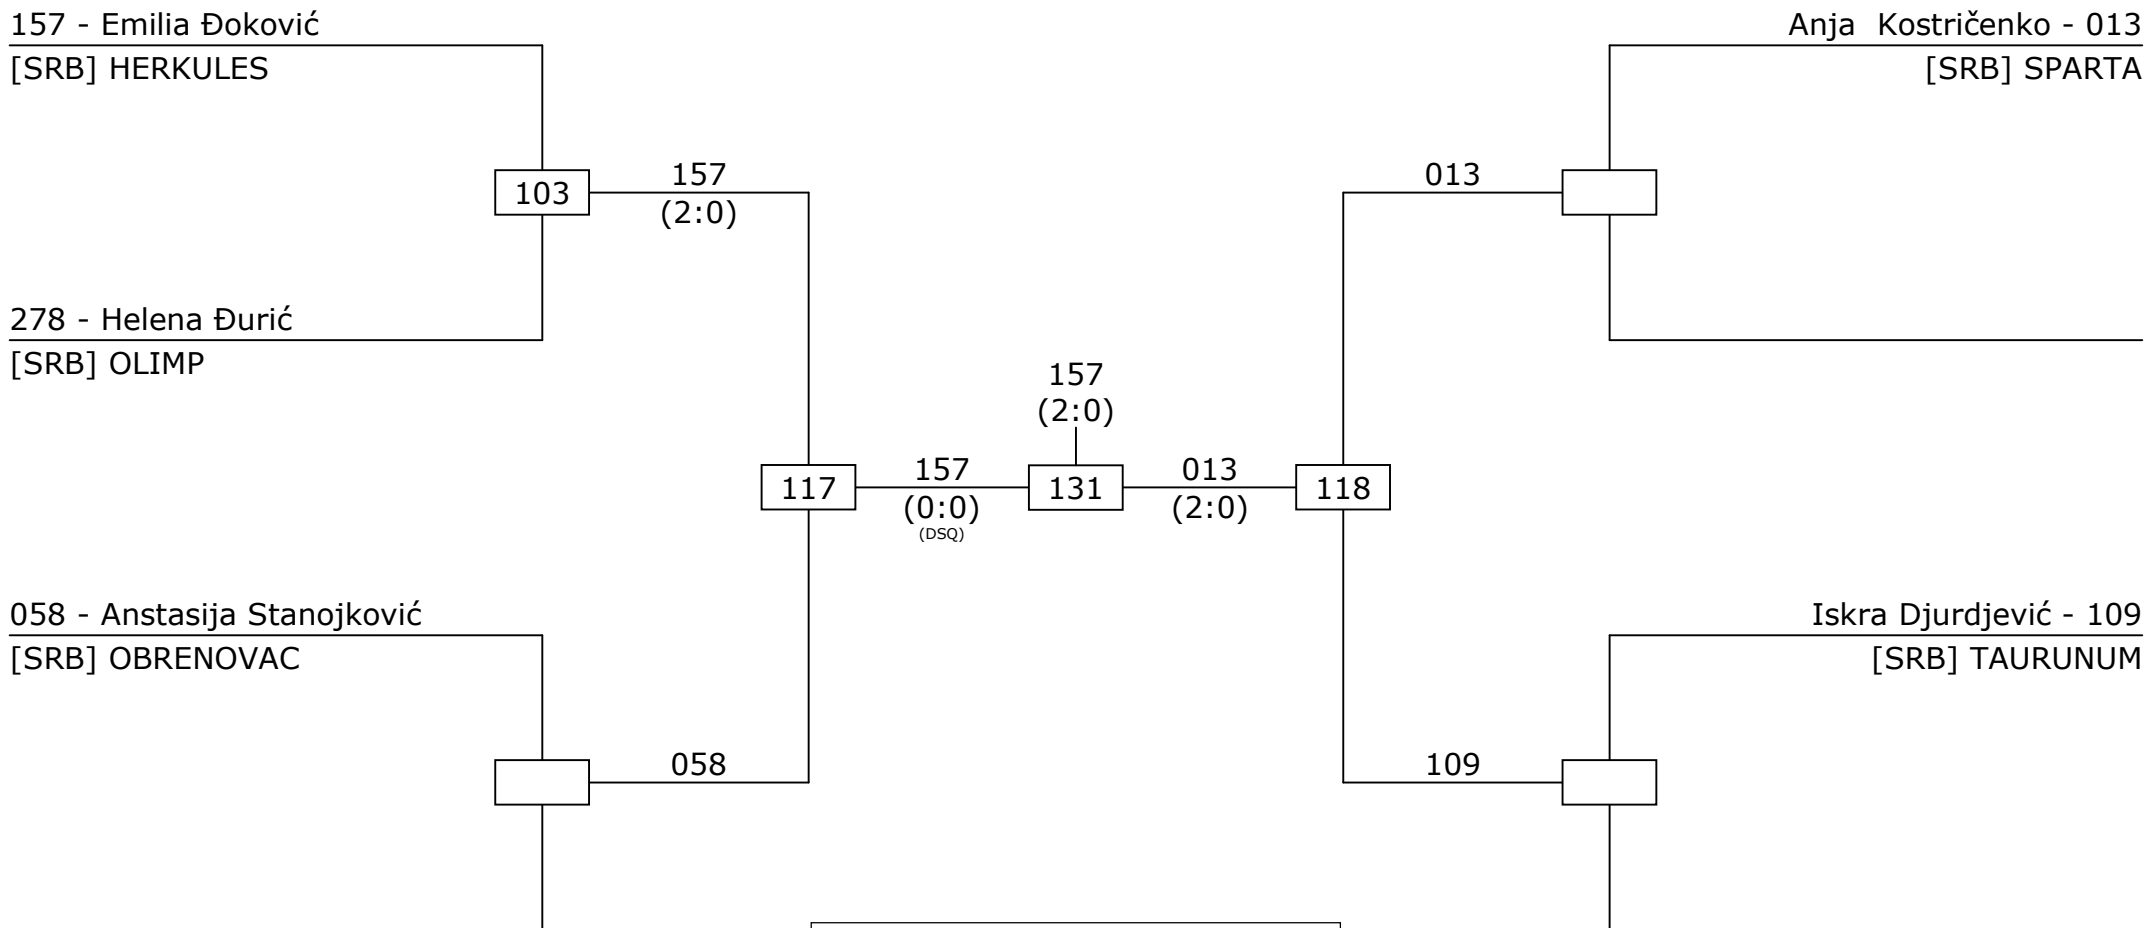 157 - Emilia Đoković
[SRB] HERKULES
Anja  Kostričenko - 013
[SRB] SPARTA
103
157
(2:0)
013
278 - Helena Đurić
[SRB] OLIMP
157
(2:0)
117
157
(0:0)
(DSQ)
131
013
(2:0)
118
058 - Anstasija Stanojković
[SRB] OBRENOVAC
Iskra Djurdjević - 109
[SRB] TAURUNUM
058
109